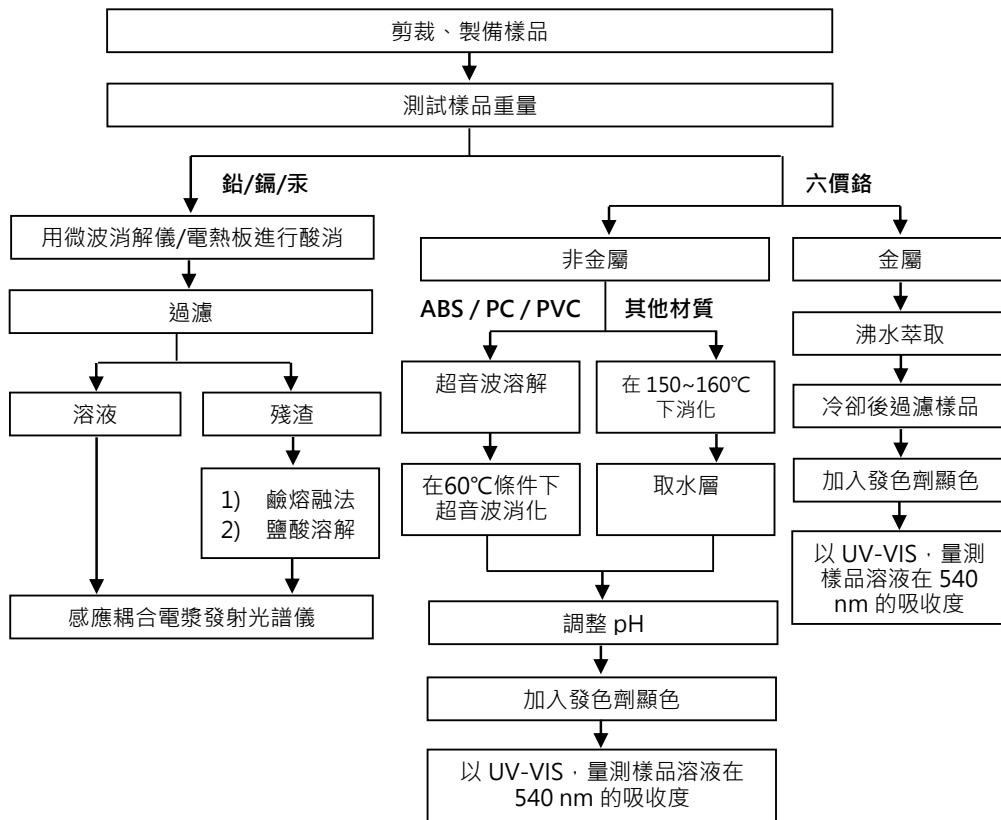 剪裁、製備樣品
測試樣品重量
鉛/鎘/汞
六價鉻
用微波消解儀/電熱板進行酸消
過濾
溶液
殘渣
1) 鹼熔融法
2) 鹽酸溶解
感應耦合電漿發射光譜儀
非金屬
ABS / PC / PVC
其他材質
超音波溶解
在 150~160℃
下消化
在60℃條件下
超音波消化
取水層
調整 pH
加入發色劑顯色
以 UV-VIS，量測樣品溶液在
540 nm 的吸收度
金屬
沸水萃取
冷卻後過濾樣品
加入發色劑顯色
以 UV-VIS，量測
樣品溶液在 540
nm 的吸收度